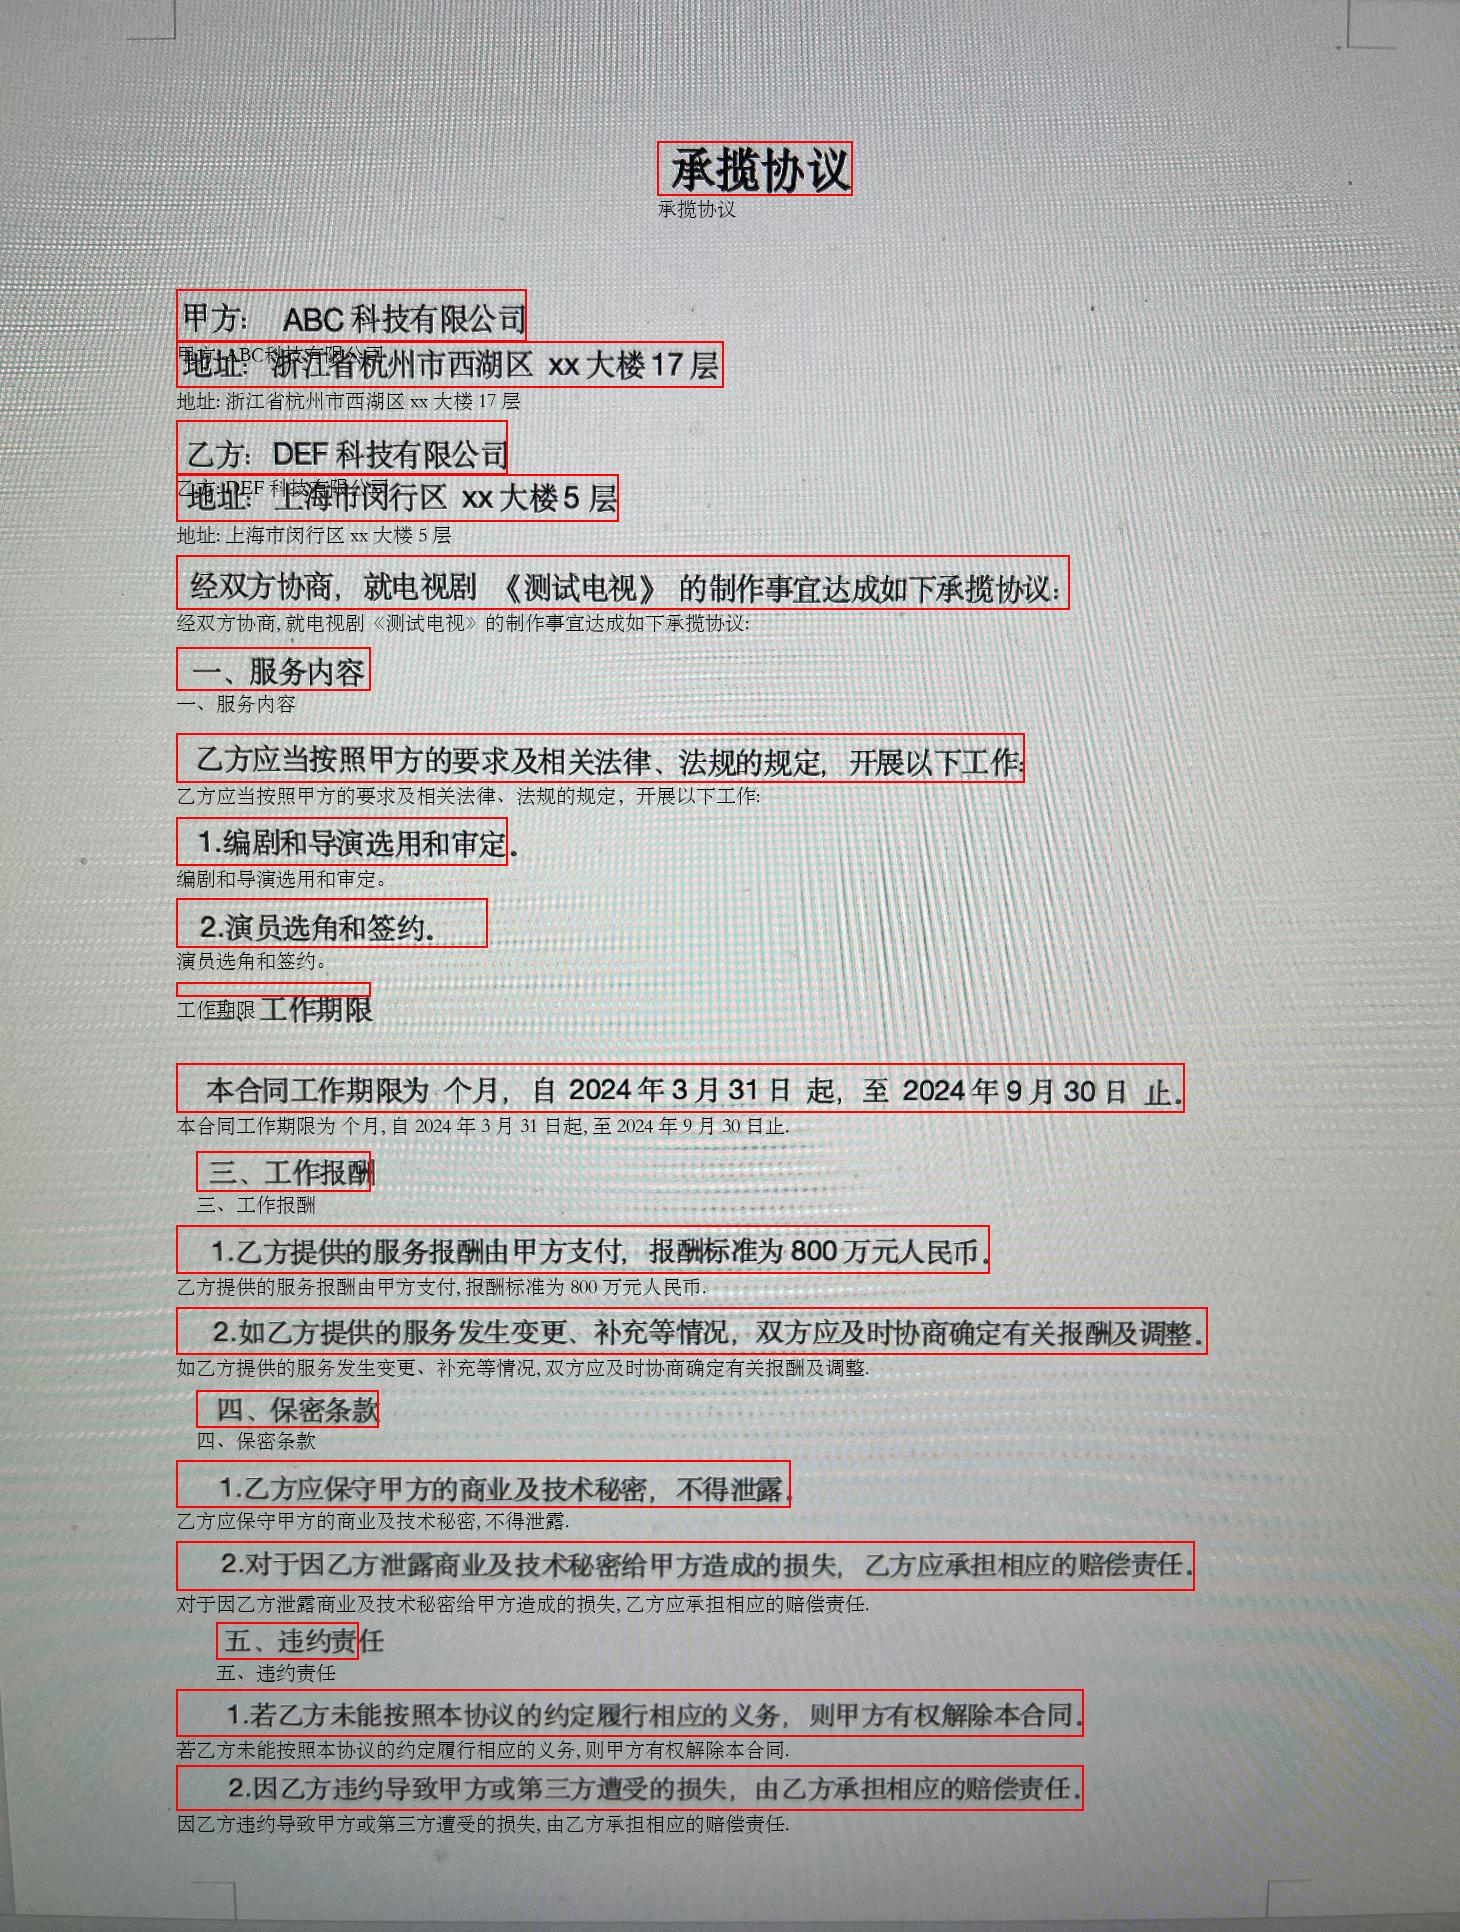 承揽协议
承揽协议
甲方： ABC 科技有限公司
甲方: ABC科技有限公司
地址： 浙江省杭州市西湖区 xx 大楼 17 层
地址: 浙江省杭州市西湖区 xx 大楼 17 层
乙方： DEF 科技有限公司
乙方: DEF 科技有限公司
地址： 上海市闵行区 xx 大楼 5 层
地址: 上海市闵行区 xx 大楼 5 层
经双方协商，就电视剧 《测试电视》 的制作事宜达成如下承揽协议：
经双方协商, 就电视剧《测试电视》的制作事宜达成如下承揽协议:
一、服务内容
一、服务内容
乙方应当按照甲方的要求及相关法律、法规的规定，开展以下工作：
乙方应当按照甲方的要求及相关法律、法规的规定，开展以下工作:
1.编剧和导演选用和审定。
编剧和导演选用和审定。
2.演员选角和签约。
演员选角和签约。
二、工作期限
工作期限
本合同工作期限为 个月，自 2024 年 3 月 31 日 起，至 2024 年 9 月 30 日 止。
本合同工作期限为 个月, 自 2024 年 3 月 31 日起, 至 2024 年 9 月 30 日止.
三、工作报酬
三、工作报酬
1.乙方提供的服务报酬由甲方支付，报酬标准为 800 万元人民币。
乙方提供的服务报酬由甲方支付, 报酬标准为 800 万元人民币.
2.如乙方提供的服务发生变更、补充等情况，双方应及时协商确定有关报酬及调整。
如乙方提供的服务发生变更、补充等情况, 双方应及时协商确定有关报酬及调整.
四、保密条款
四、保密条款
1.乙方应保守甲方的商业及技术秘密，不得泄露。
乙方应保守甲方的商业及技术秘密, 不得泄露.
2.对于因乙方泄露商业及技术秘密给甲方造成的损失，乙方应承担相应的赔偿责任。
对于因乙方泄露商业及技术秘密给甲方造成的损失, 乙方应承担相应的赔偿责任.
五、违约责任
五、违约责任
1.若乙方未能按照本协议的约定履行相应的义务，则甲方有权解除本合同。
若乙方未能按照本协议的约定履行相应的义务, 则甲方有权解除本合同.
2.因乙方违约导致甲方或第三方遭受的损失，由乙方承担相应的赔偿责任。
因乙方违约导致甲方或第三方遭受的损失, 由乙方承担相应的赔偿责任.